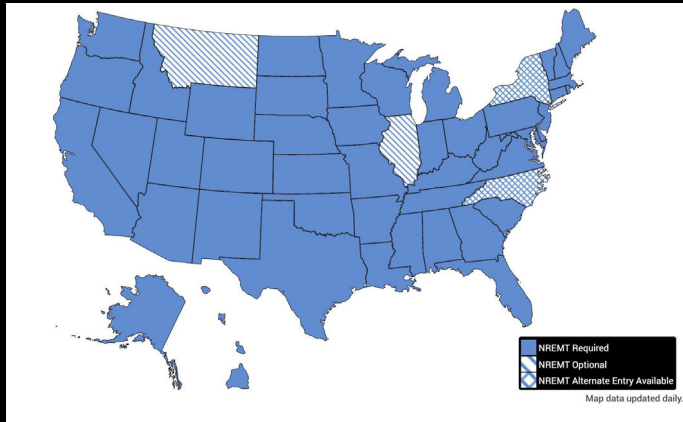 NREMT Required
NREMT Optional
NREMT Alternate Entry Available
Map data updated daily.